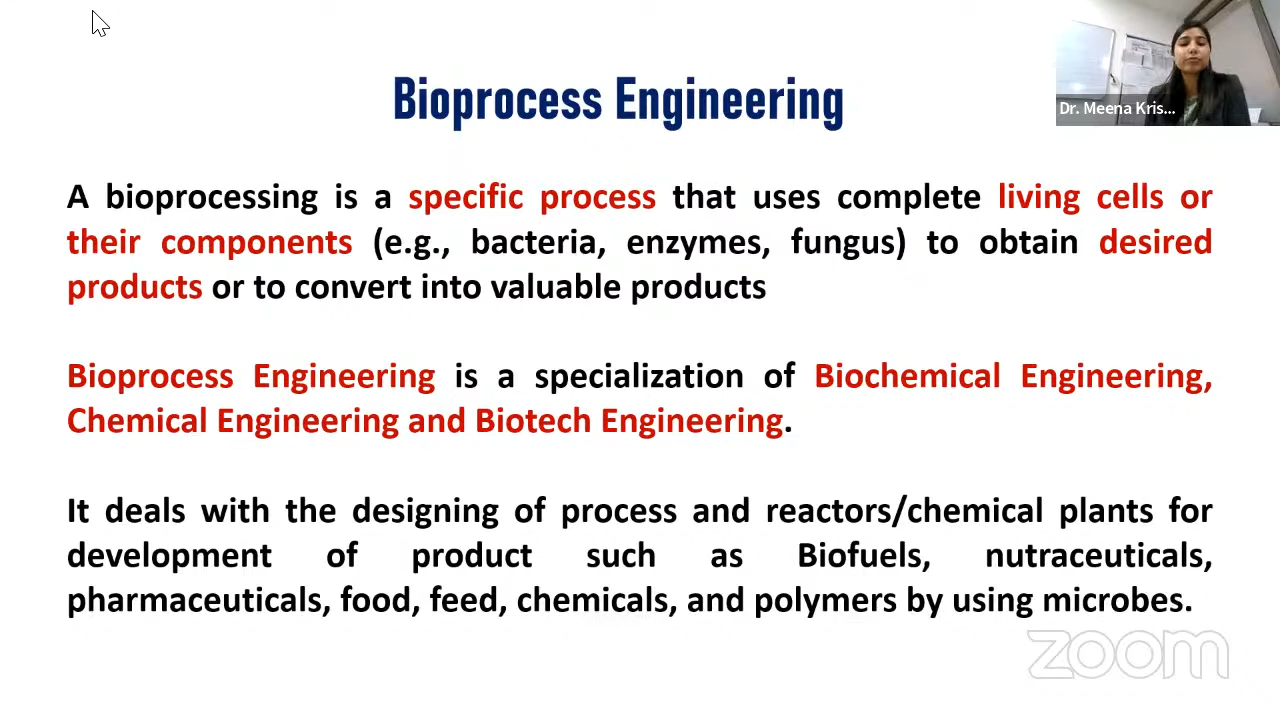 Bioprocess Engineering
Dr. Meena Kris...
A bioprocessing is a specific process that uses complete living cells or
their components (e.g., bacteria, enzymes, fungus) to obtain desired
products or to convert into valuable products
Bioprocess Engineering is a specialization of Biochemical Engineering,
Chemical Engineering and Biotech Engineering.
It deals with the designing of process and reactors/chemical plants for
development of product such as Biofuels, nutraceuticals,
pharmaceuticals, food, feed, chemicals, and polymers by using microbes.
zoom